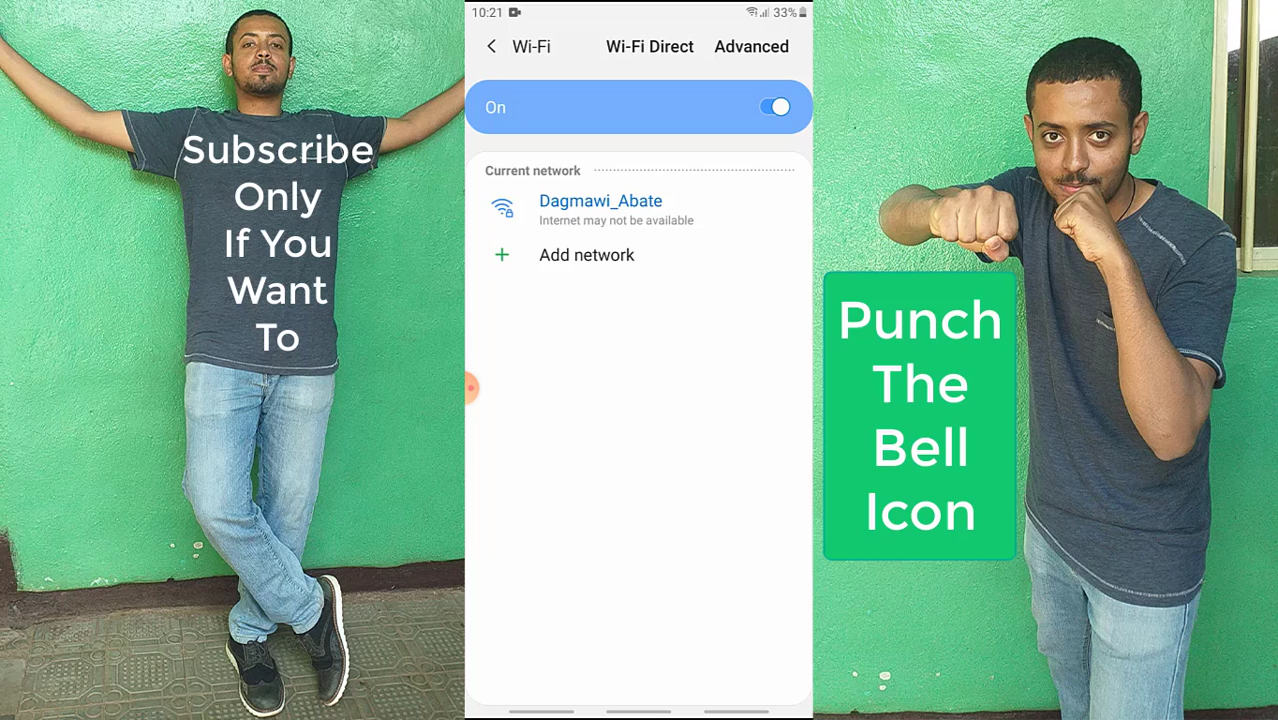 Subscribe
Only
If You
Want
To
10:21
33%
Wi-Fi
Wi-Fi Direct
Advanced
On
Current network
Dagmawi_Abate
Internet may not be available
Add network
Punch
The
Bell
Icon